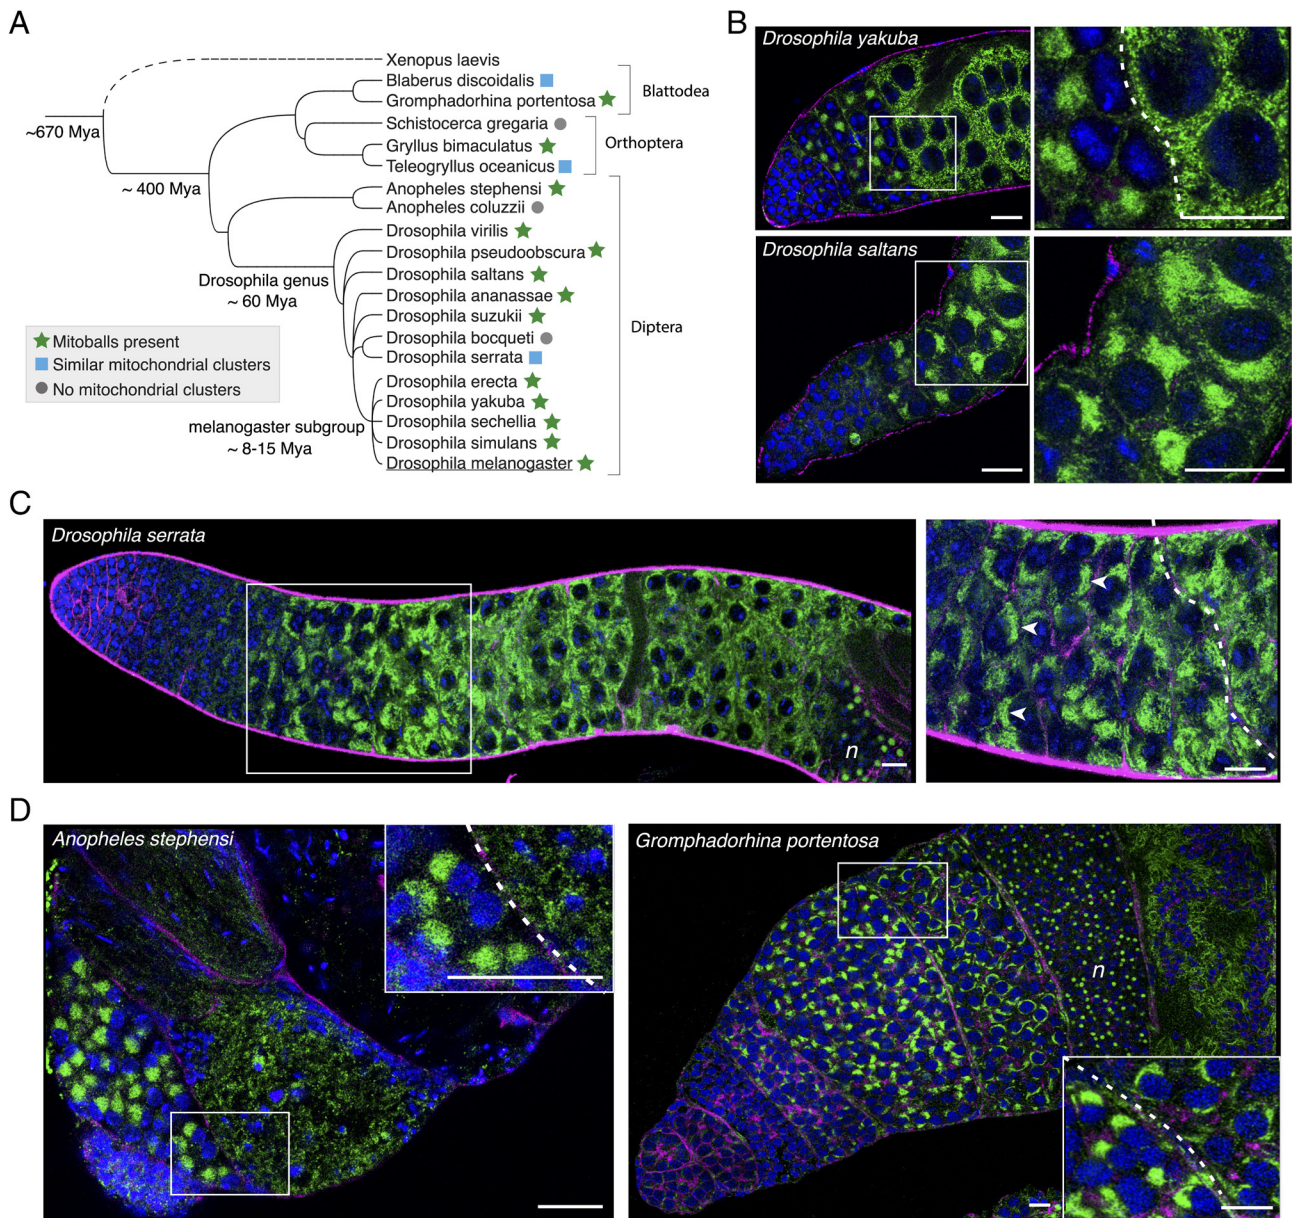 A
Xenopus laevis
Blaberus discoidalis
Gromphadorhina portentosa
Blattodea
~670 Mya
Schistocerca gregaria
Gryllus bimaculatus
Orthoptera
Teleogryllus oceanicus
~ 400 Mya
Anopheles stephensi
Anopheles coluzzii
Drosophila virilis
Drosophila pseudoobscura
Drosophila genus
~ 60 Mya
Drosophila saltans
Drosophila ananassae
Drosophila suzukii
Diptera
Drosophila bocqueti
Drosophila serrata
Drosophila erecta
Drosophila yakuba
Drosophila sechellia
Drosophila simulans
Drosophila melanogaster
melanogaster subgroup
~ 8-15 Mya
Mitoballs present
Similar mitochondrial clusters
No mitochondrial clusters
B
Drosophila yakuba
Drosophila saltans
C
Drosophila serrata
n
D
Anopheles stephensi
Gromphadorhina portentosa
n